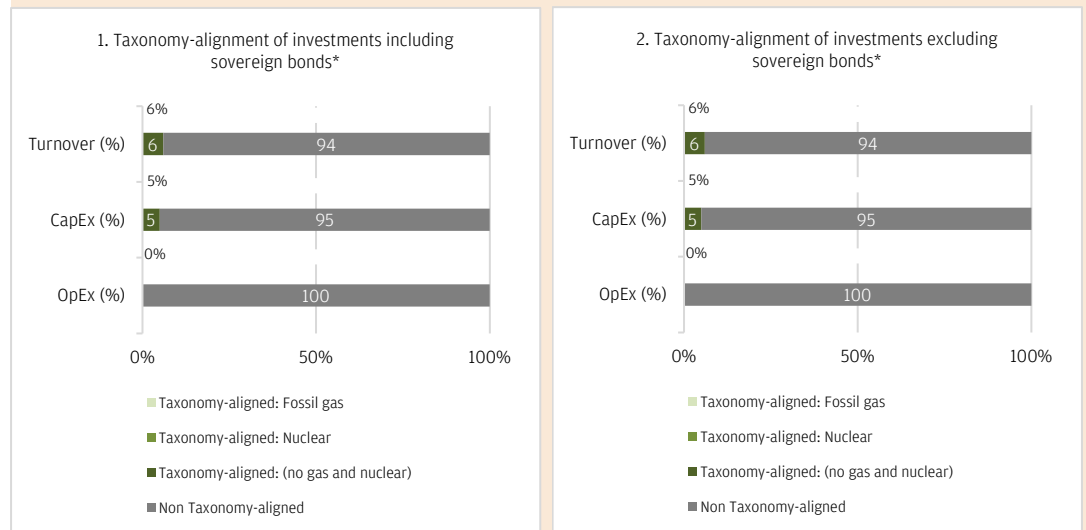 1. Taxonomy-alignment of investments including
sovereign bonds*
6%
Turnover (%)
6
94
5%
CapEx (%)
5
95
0%
OpEx (%)
100
0%
50%
100%
Taxonomy-aligned: Fossil gas
Taxonomy-aligned: Nuclear
Taxonomy-aligned: (no gas and nuclear)
Non Taxonomy-aligned
2. Taxonomy-alignment of investments excluding
sovereign bonds*
6%
Turnover (%)
6
94
5%
CapEx (%)
5
95
0%
OpEx (%)
100
0%
50%
100%
Taxonomy-aligned: Fossil gas
Taxonomy-aligned: Nuclear
Taxonomy-aligned: (no gas and nuclear)
Non Taxonomy-aligned